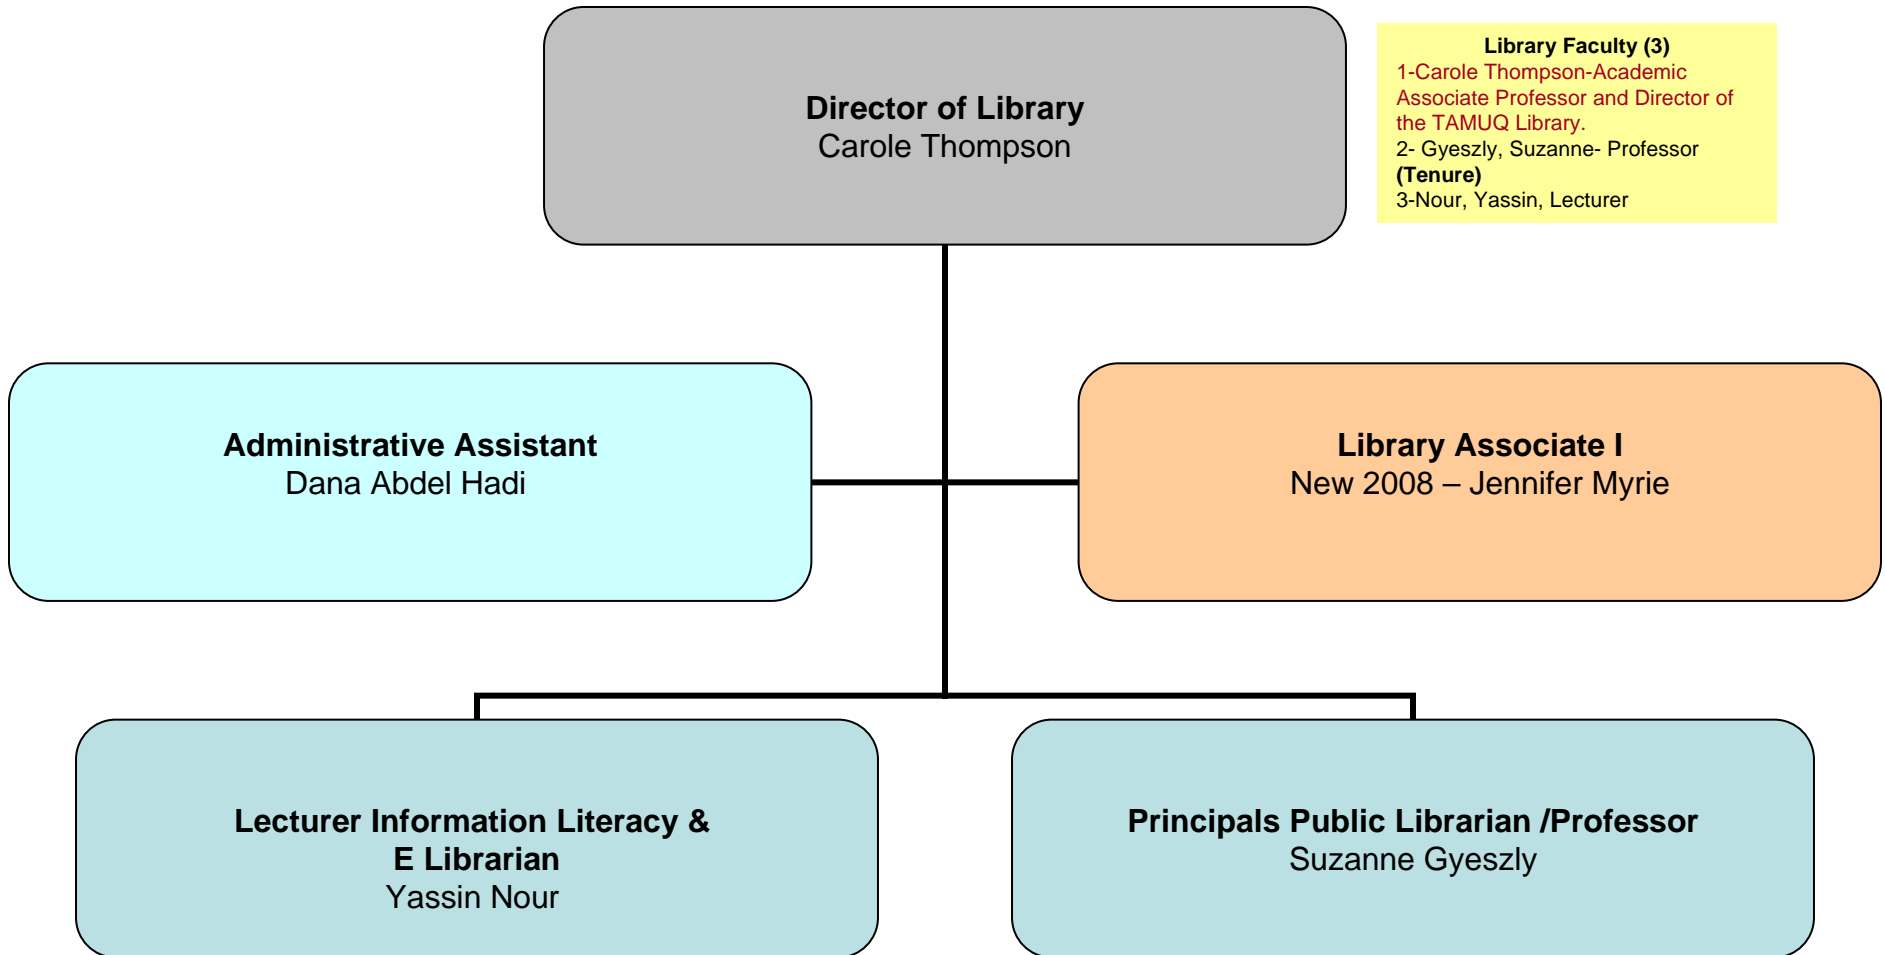 Director of Library
Carole Thompson
Library Faculty (3)
1-Carole Thompson-Academic
Associate Professor and Director of
the TAMUQ Library.
2- Gyeszly, Suzanne- Professor
(Tenure)
3-Nour, Yassin, Lecturer
Administrative Assistant
Dana Abdel Hadi
Library Associate I
New 2008 – Jennifer Myrie
Lecturer Information Literacy &
E Librarian
Yassin Nour
Principals Public Librarian /Professor
Suzanne Gyeszly